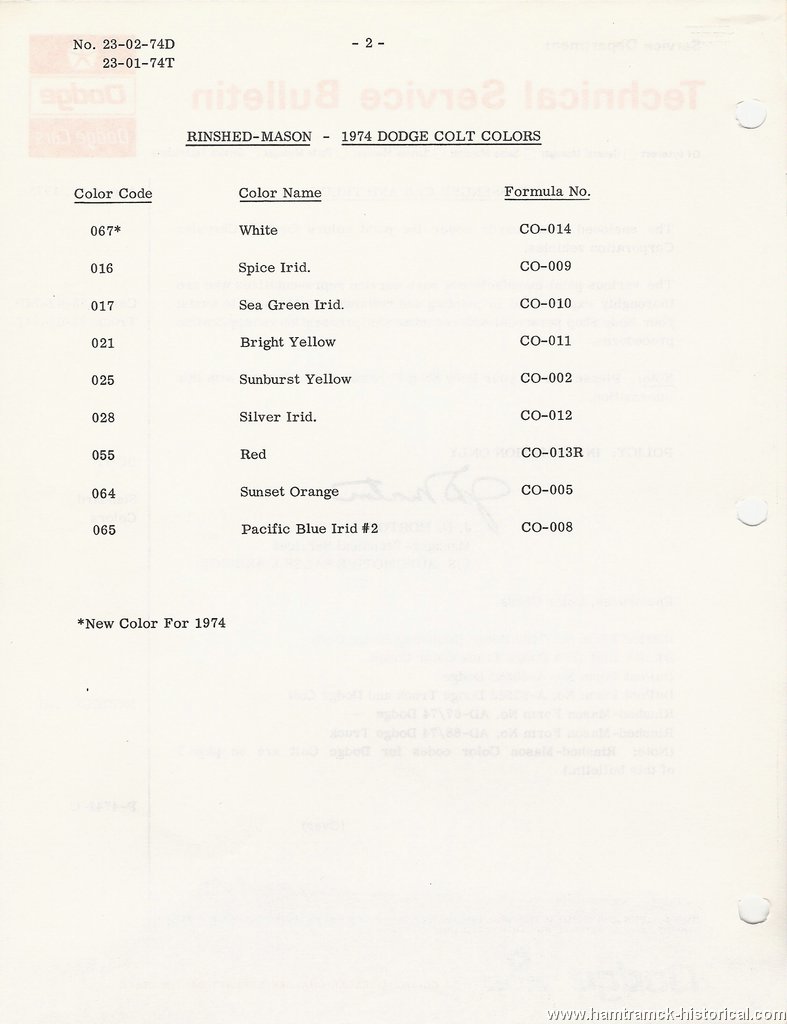 No. 23-02-74D - 2 -
23-01-74T
RINSHED-MASON - 1974 DODGE COLT COLORS
Color Code Color Name Formula No.
067* White CO-014
016 Spice Irid. CO-009
017 Sea Green Irid. CO-010
021 Bright Yellow CO-011
025 Sunburst Yellow CO-002
028 Silver Irid. CO-012
055 Red CO-013R
064 Sunset Orange CO-005
065 Pacific Blue Irid #2 CO-008
*New Color For 1974
www.hamtramck-historical.com